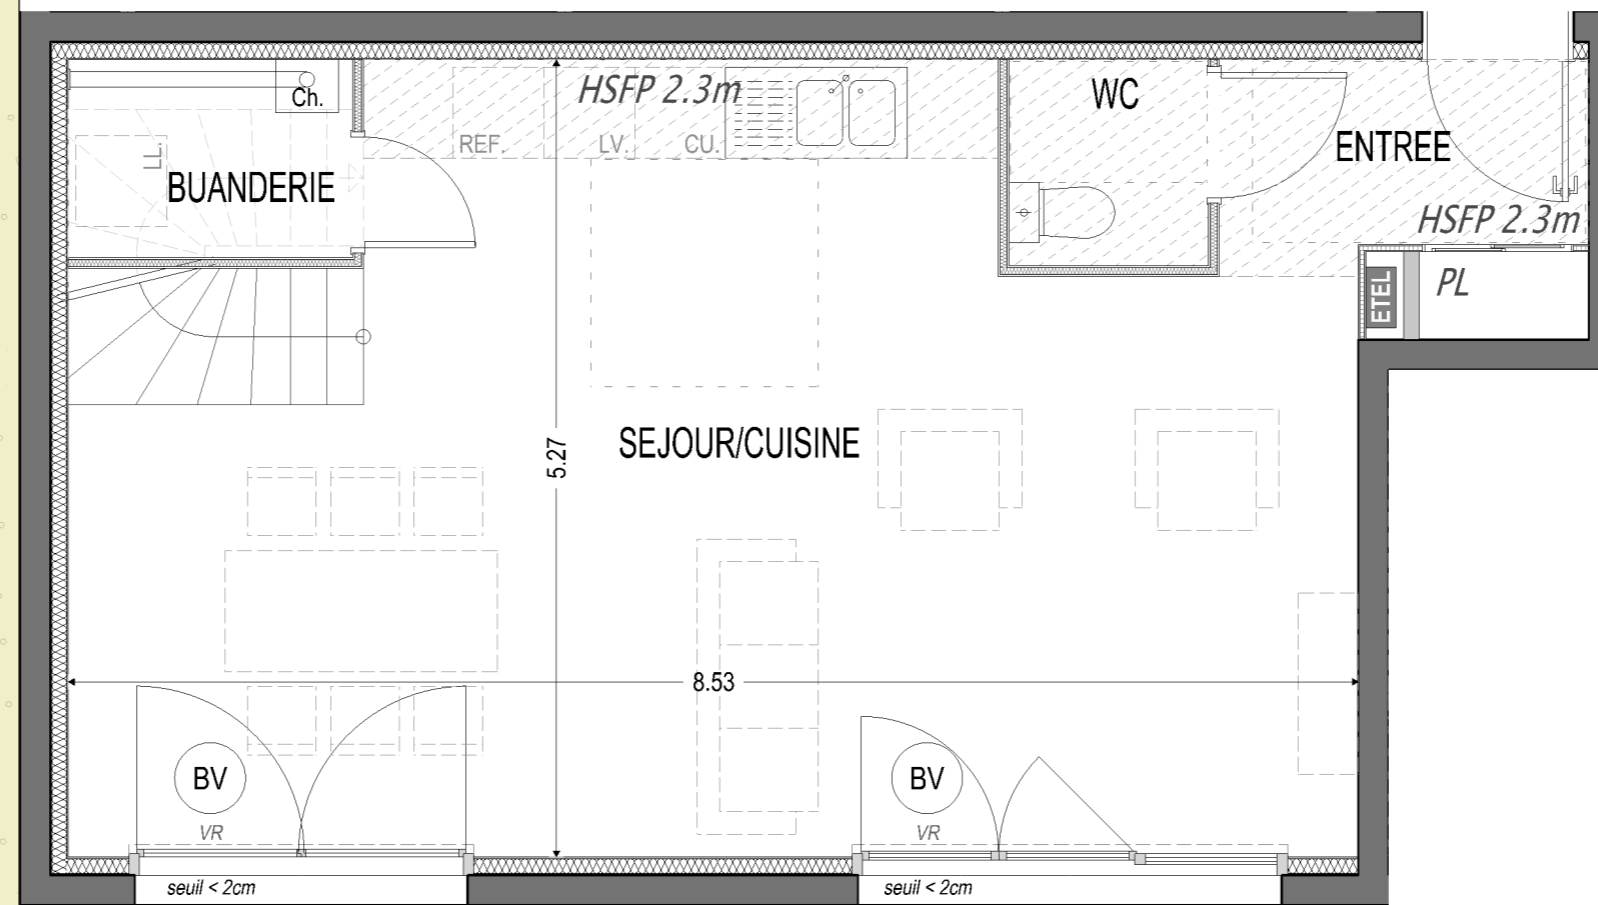 HSFP 2.3m
WC
Ch.
ENTREE
REF.
LV.
CU.
LL.
BUANDERIE
HSFP 2.3m
ETEL
PL
SEJOUR/CUISINE
5.27
8.53
BV
BV
VR
VR
seuil < 2cm
seuil < 2cm